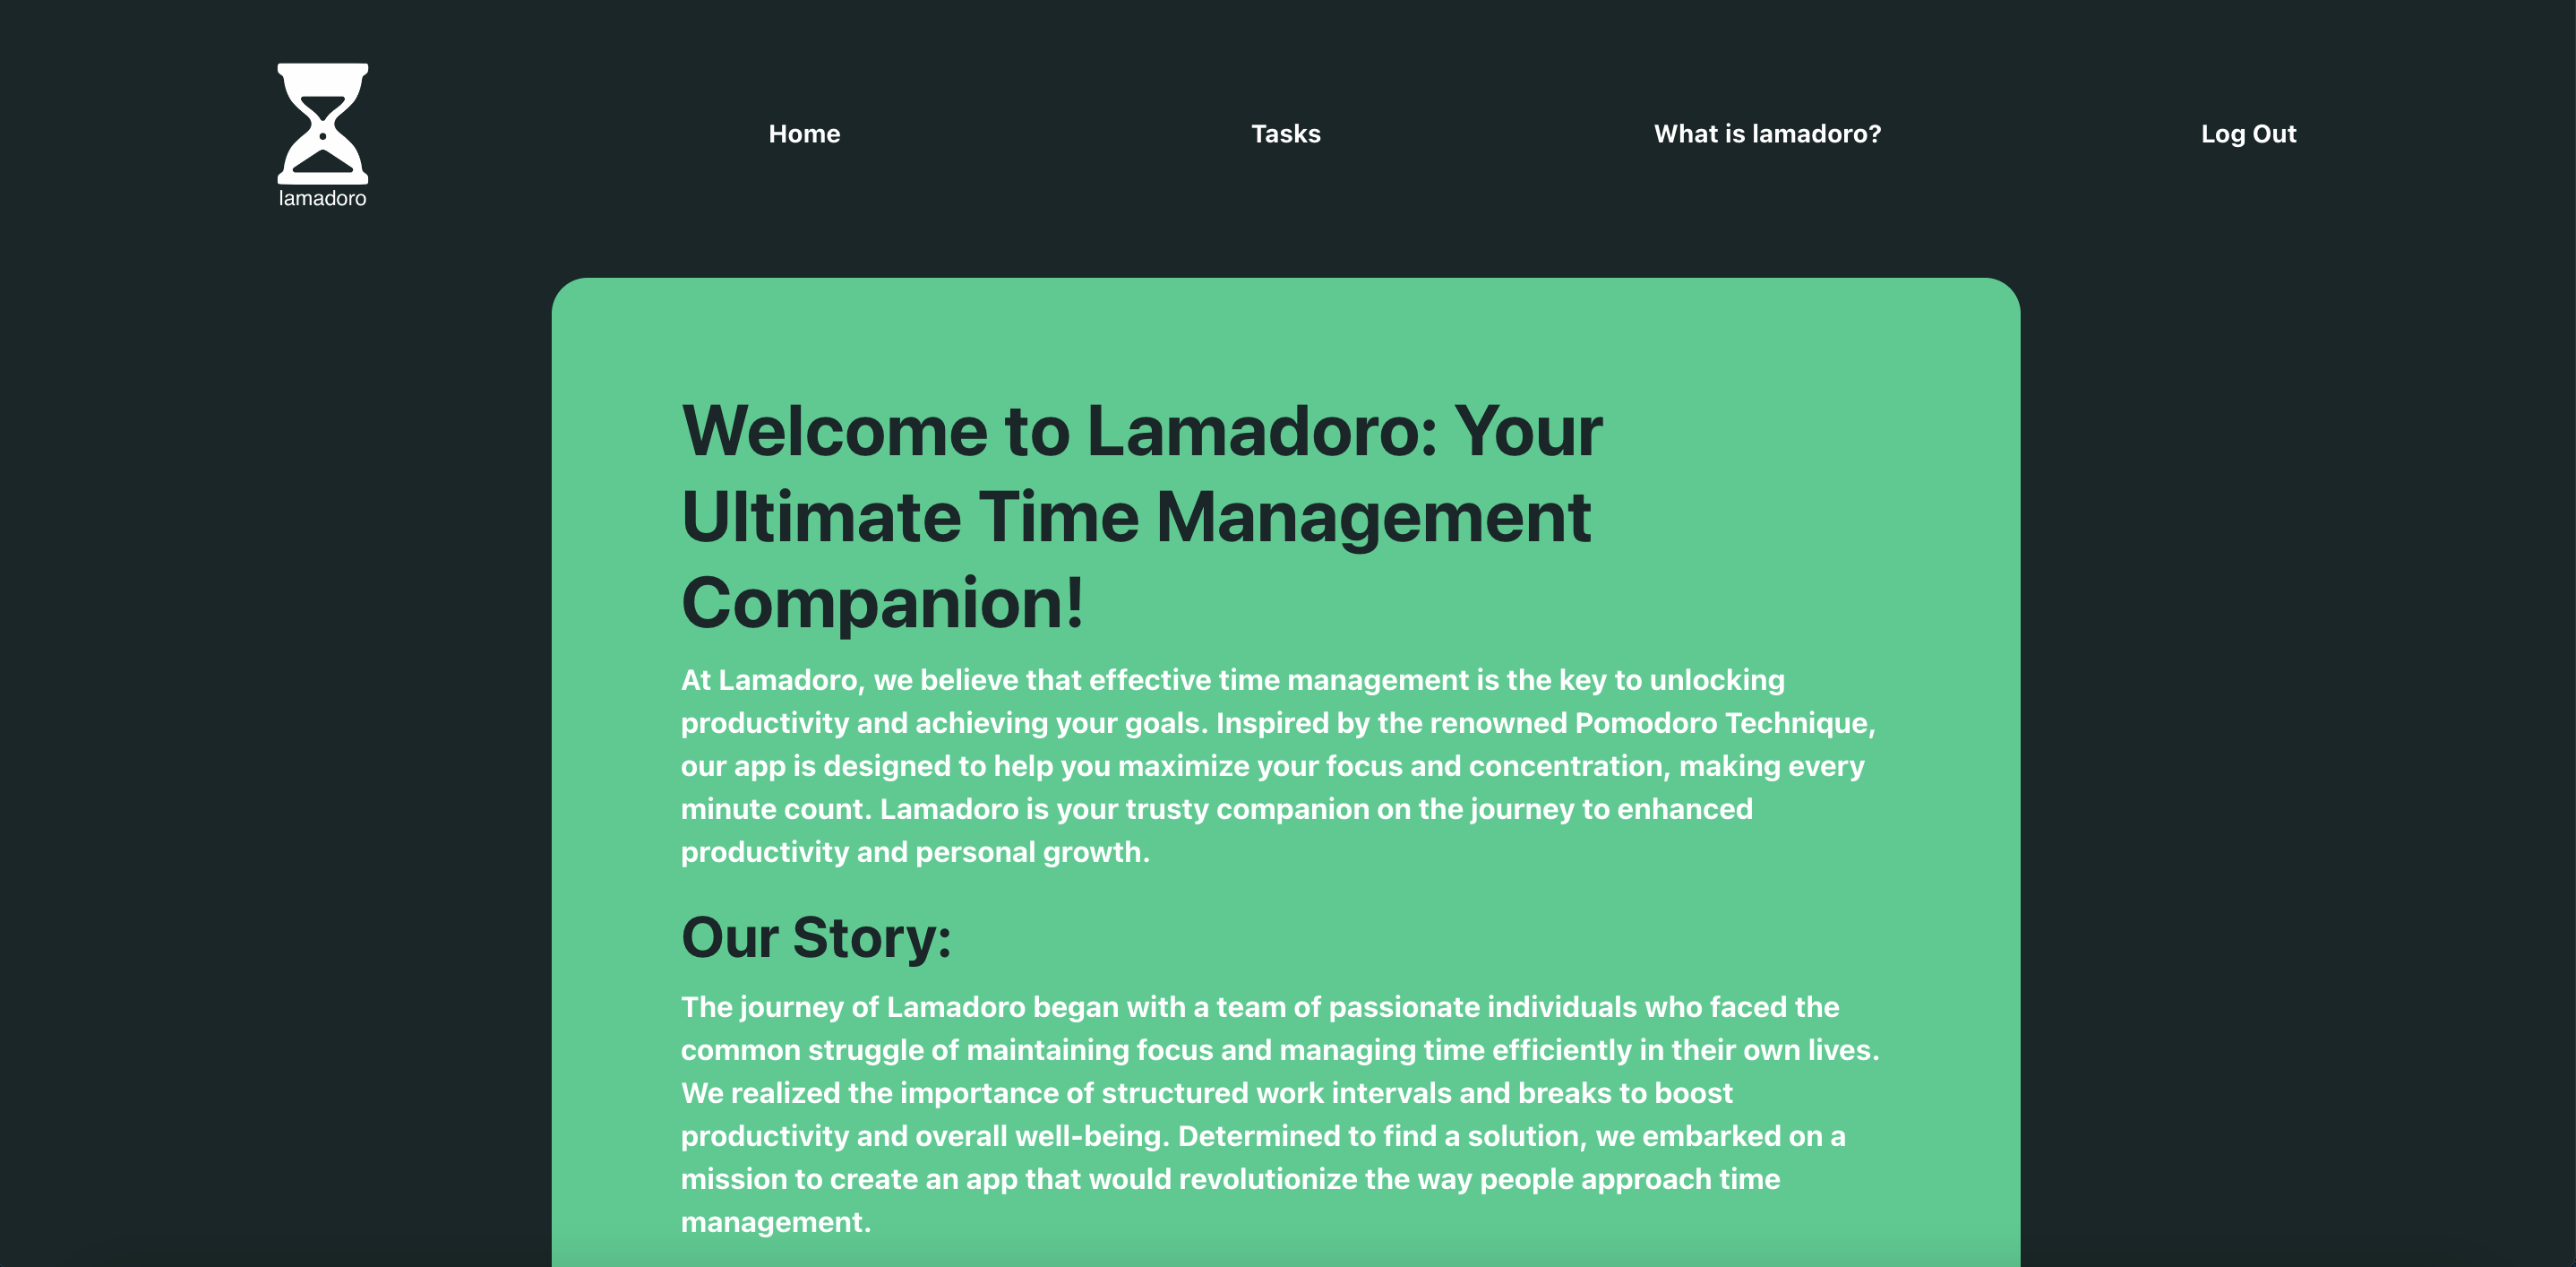 lamadoro
Home
Tasks
What is lamadoro?
Log Out
Welcome to Lamadoro: Your
Ultimate Time Management
Companion!
At Lamadoro, we believe that effective time management is the key to unlocking
productivity and achieving your goals. Inspired by the renowned Pomodoro Technique,
our app is designed to help you maximize your focus and concentration, making every
minute count. Lamadoro is your trusty companion on the journey to enhanced
productivity and personal growth.
Our Story:
The journey of Lamadoro began with a team of passionate individuals who faced the
common struggle of maintaining focus and managing time efficiently in their own lives.
We realized the importance of structured work intervals and breaks to boost
productivity and overall well-being. Determined to find a solution, we embarked on a
mission to create an app that would revolutionize the way people approach time
management.